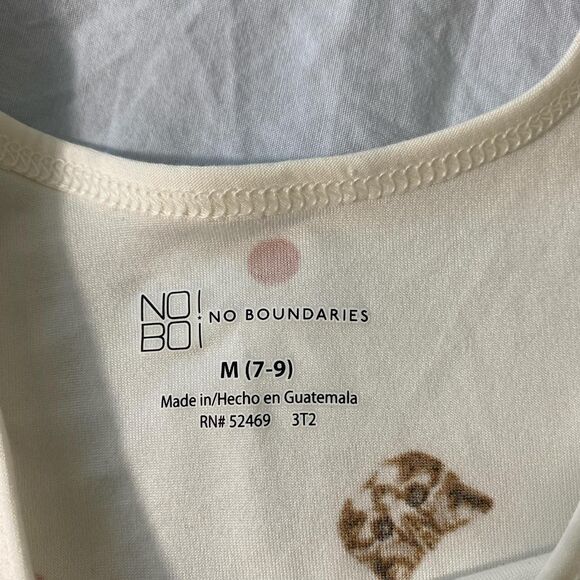 NO!
BO!
NO BOUNDARIES
M (7-9)
Made in/Hecho en Guatemala
RN# 52469 3T2